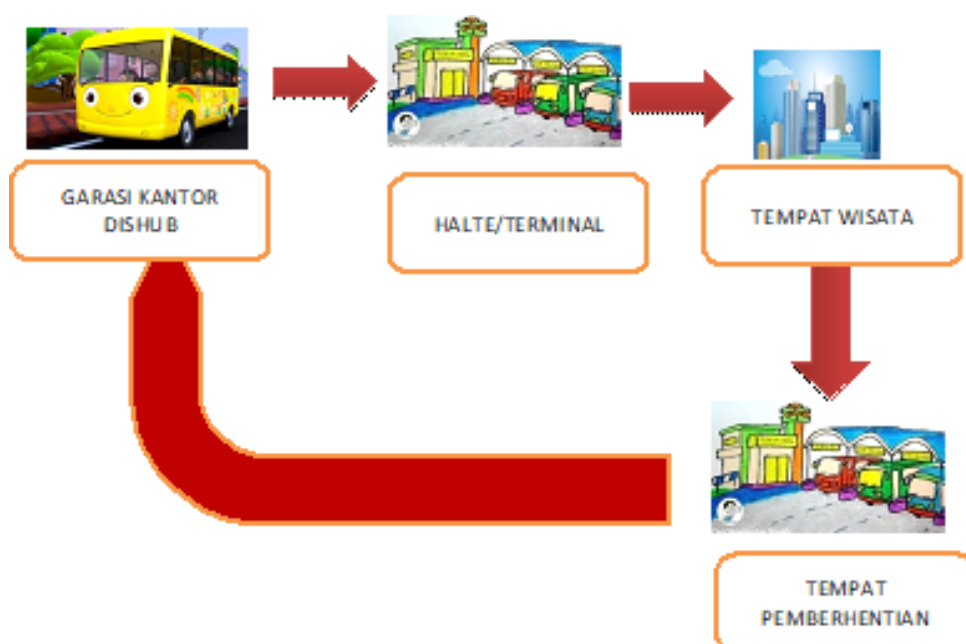 GARASI KANTOR
DISHUB
HALTE/TERMINAL
TEMPAT WISATA
TEMPAT
PEMBERHENTIAN